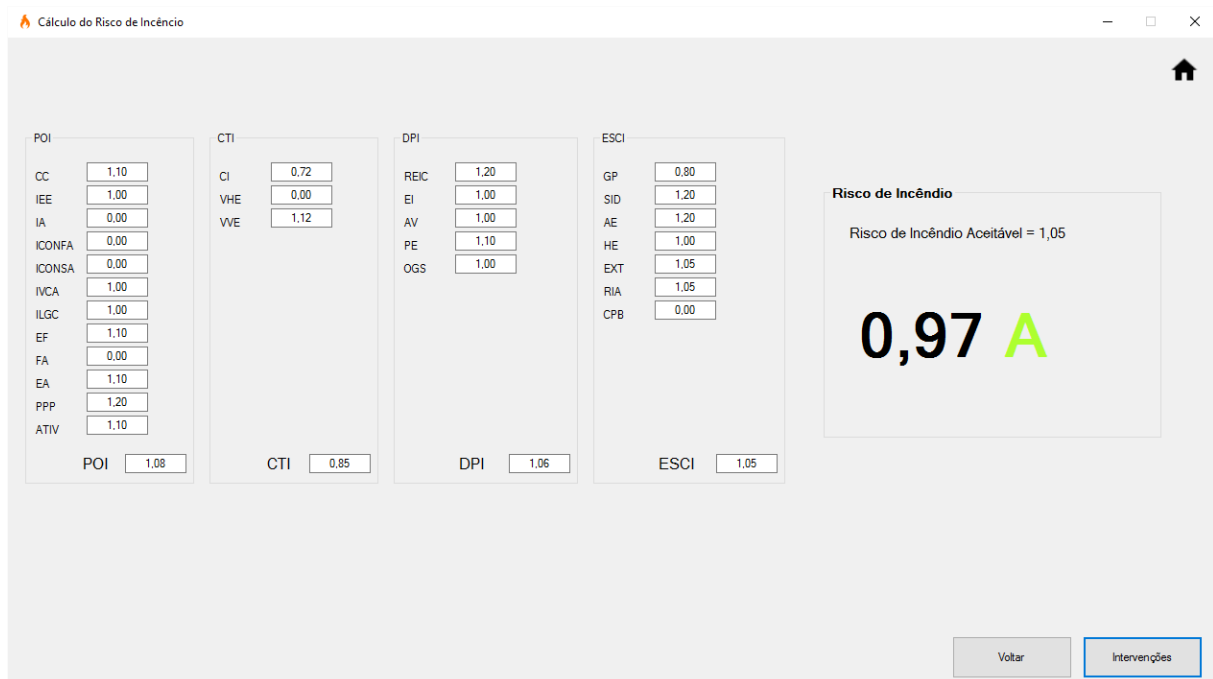 Cálculo do Risco de Incêncio
POI
CC 1,10
IEE 1,00
IA 0,00
ICONFA 0,00
ICONSA 0,00
IVCA 1,00
ILGC 1,00
EF 1,10
FA 0,00
EA 1,10
PPP 1,20
ATIV 1,10
POI 1,08
CTI
CI 0,72
VHE 0,00
VVE 1,12
CTI 0,85
DPI
REIC 1,20
EI 1,00
AV 1,00
PE 1,10
OGS 1,00
DPI 1,06
ESCI
GP 0,80
SID 1,20
AE 1,20
HE 1,00
EXT 1,05
RIA 1,05
CPB 0,00
ESCI 1,05
Risco de Incêndio
Risco de Incêndio Aceitável = 1,05
0,97 A
Voltar
Intervenções